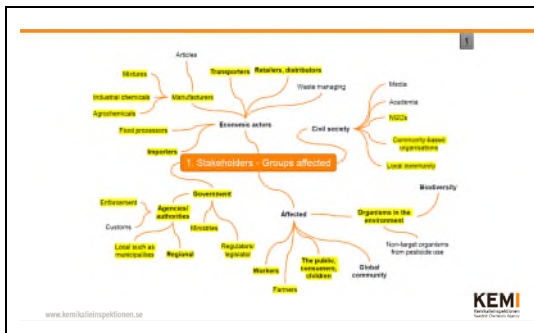 1
Articles
Mixtures
Transporters
Retailers, distributors
Industrial chemicals
Manufacturers
Waste managing
Media
Agrochemicals
Academia
Economic actors
Civil society
NGOs
Food processors
Community-based
organisations
Importers
Local community
1. Stakeholders - Groups affected
Government
Biodiversity
Enforcement
Agencies/
authorities
Affected
Organisms in the
environment
Customs
Ministries
Local such as
municipalities
Regional
Regulators/
legislator
Non-target organisms
from pesticide use
Workers
The public,
consumers,
children
Global
community
Farmers
www.kemikalieinspektionen.se
KEMI
Kemikalieinspektionen
Swedish Chemicals Agency